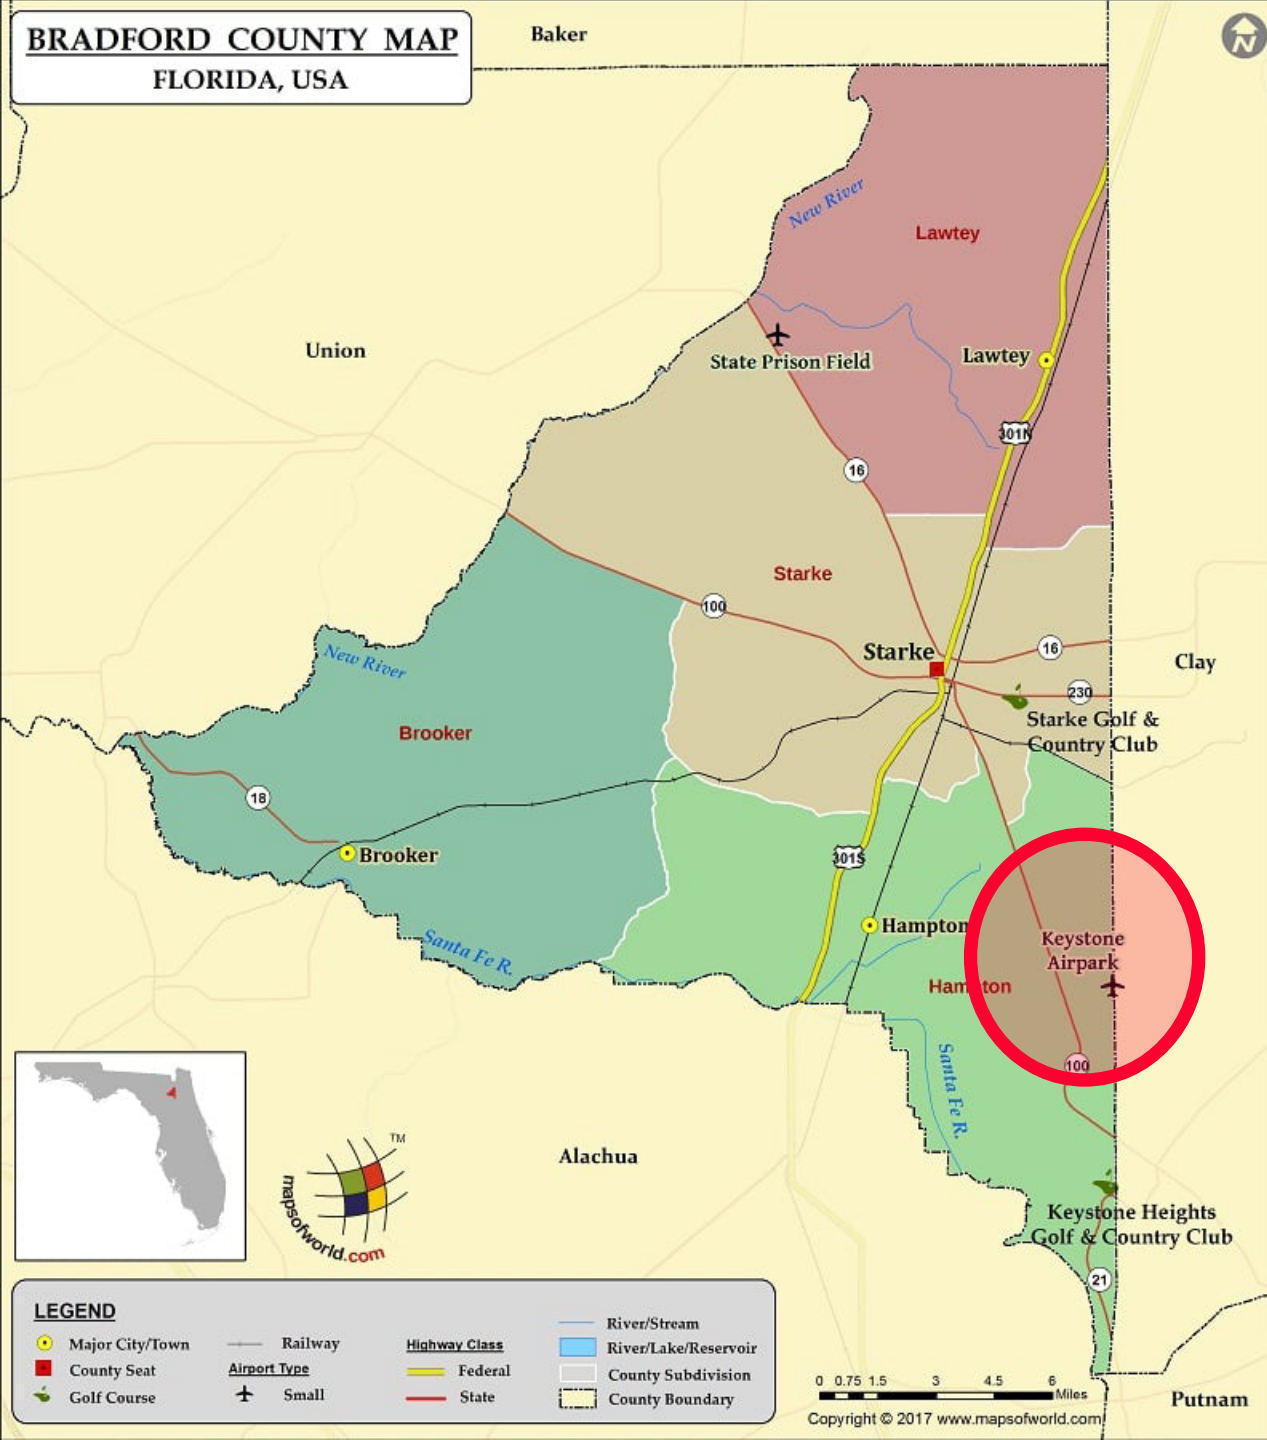 BRADFORD COUNTY MAP
FLORIDA, USA
Baker
N
New River
Lawtey
Union
State Prison Field
Lawtey
301N
16
Starke
100
Starke
16
Clay
New River
230
Starke Golf &
Country Club
Brooker
18
Brooker
301S
Hampton
Keystone
Airpark
Santa Fe R.
Hampton
100
Santa Fe R.
Alachua
TM
mapsofworld.com
Keystone Heights
Golf & Country Club
21
LEGEND
Major City/Town
County Seat
Golf Course
Railway
Airport Type
Small
Highway Class
Federal
State
River/Stream
River/Lake/Reservoir
County Subdivision
County Boundary
0 0.75 1.5 3 4.5 6
Miles
Putnam
Copyright © 2017 www.mapsofworld.com